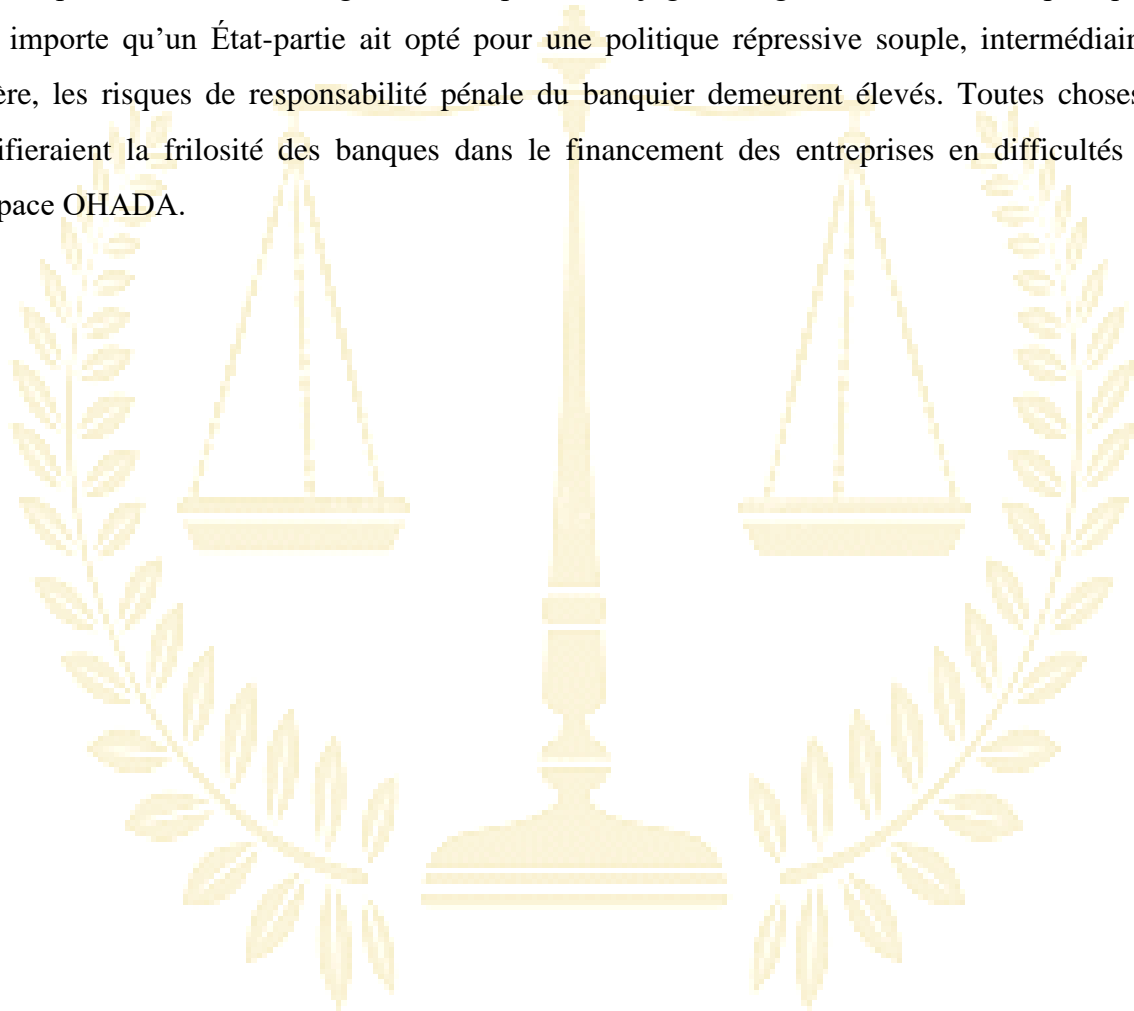 importe qu'un État-partie ait opté pour une politique répressive souple, intermédiair
ère, les risques de responsabilité pénale du banquier demeurent élevés. Toutes choses
ifieraient la frilosité des banques dans le financement des entreprises en difficultés
pace OHADA.